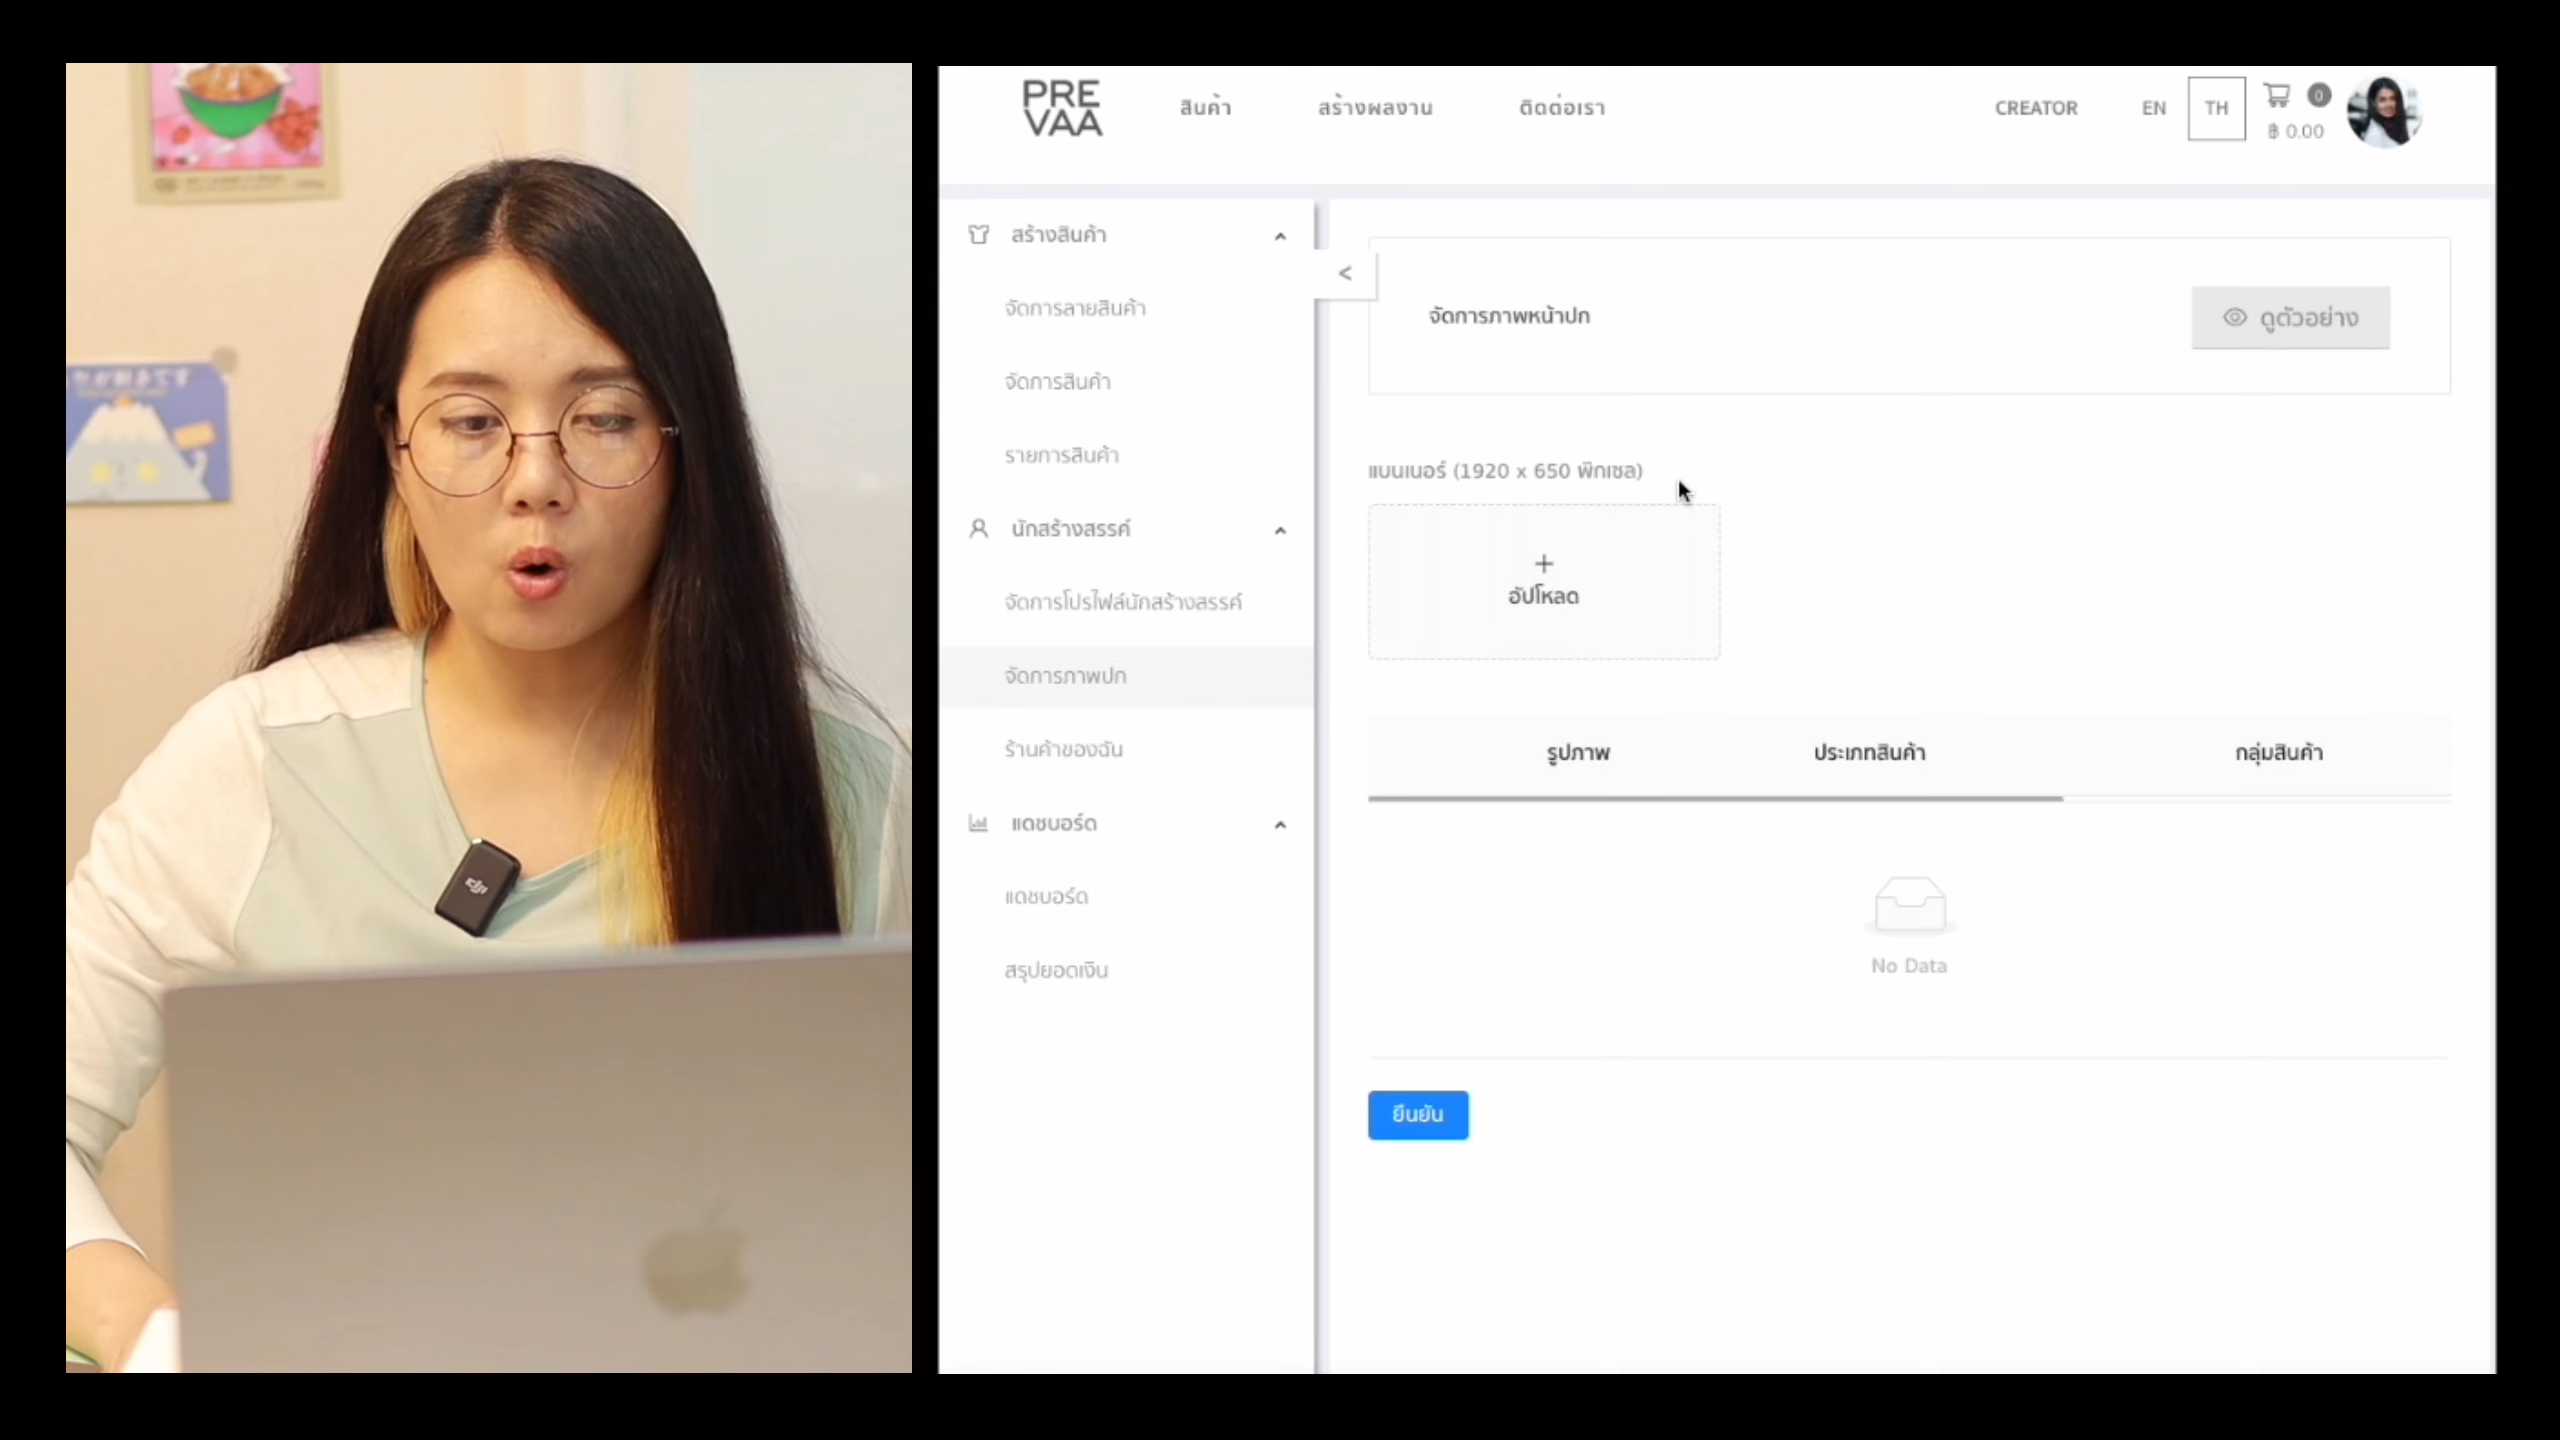 たが側みです
dji
PRE
VAA
สินค้า
สร้างผลงาน
ติดต่อเรา
CREATOR
EN
TH
0
฿ 0.00
สร้างสินค้า
จัดการลายสินค้า
จัดการสินค้า
รายการสินค้า
นักสร้างสรรค์
จัดการโปรไฟล์นักสร้างสรรค์
จัดการภาพปก
ร้านค้าของฉัน
แดชบอร์ด
แดชบอร์ด
สรุปยอดเงิน
<
จัดการภาพหน้าปก
ดูตัวอย่าง
แบนเนอร์ (1920 x 650 พิกเซล)
+
อัปโหลด
รูปภาพ
ประเภทสินค้า
กลุ่มสินค้า
No Data
ยืนยัน